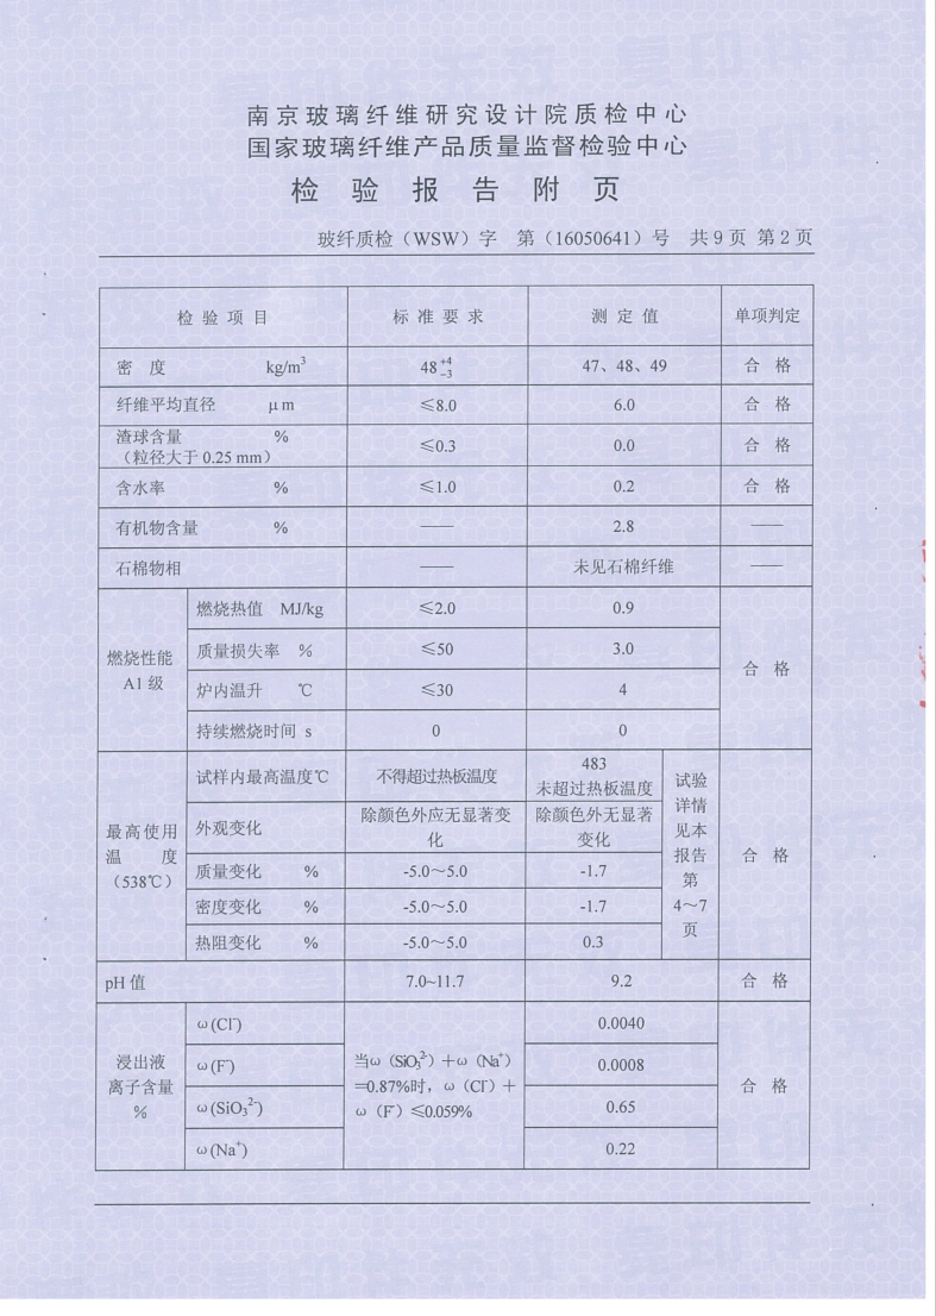 南京玻璃纤维研究设计院质检中心
国家玻璃纤维产品质量监督检验中心
检验报告附页
玻纤质检（WSW）字 第（16050641）号 共9页 第2页
检验项目 标准要求 测定值 单项判定
密度 kg/m³ 48 +4 -3 47、48、49 合格
纤维平均直径 μm ≤8.0 6.0 合格
渣球含量 %
（粒径大于 0.25 mm） ≤0.3 0.0 合格
含水率 % ≤1.0 0.2 合格
有机物含量 % —— 2.8 ——
石棉物相 —— 未见石棉纤维 ——
燃烧性能
A1 级
燃烧热值 MJ/kg ≤2.0 0.9
质量损失率 % ≤50 3.0
炉内温升 ℃ ≤30 4
持续燃烧时间 s 0 0
合格
最高使用
温度
（538℃）
试样内最高温度℃ 不得超过热板温度 483
未超过热板温度
外观变化 除颜色外应无显著变
化
除颜色外无显著
变化
质量变化 % -5.0～5.0 -1.7
密度变化 % -5.0～5.0 -1.7
热阻变化 % -5.0～5.0 0.3
试验
详情
见本
报告
第
4～7
页
合格
pH 值 7.0~11.7 9.2 合格
浸出液
离子含量
%
ω(Cl⁻) 0.0040
ω(F⁻) 0.0008
ω(SiO₃²⁻) 0.65
ω(Na⁺) 0.22
当ω（SiO₃²⁻）＋ω（Na⁺）
=0.87%时，ω（Cl⁻）＋
ω（F⁻）≤0.059%
合格
复印件无效